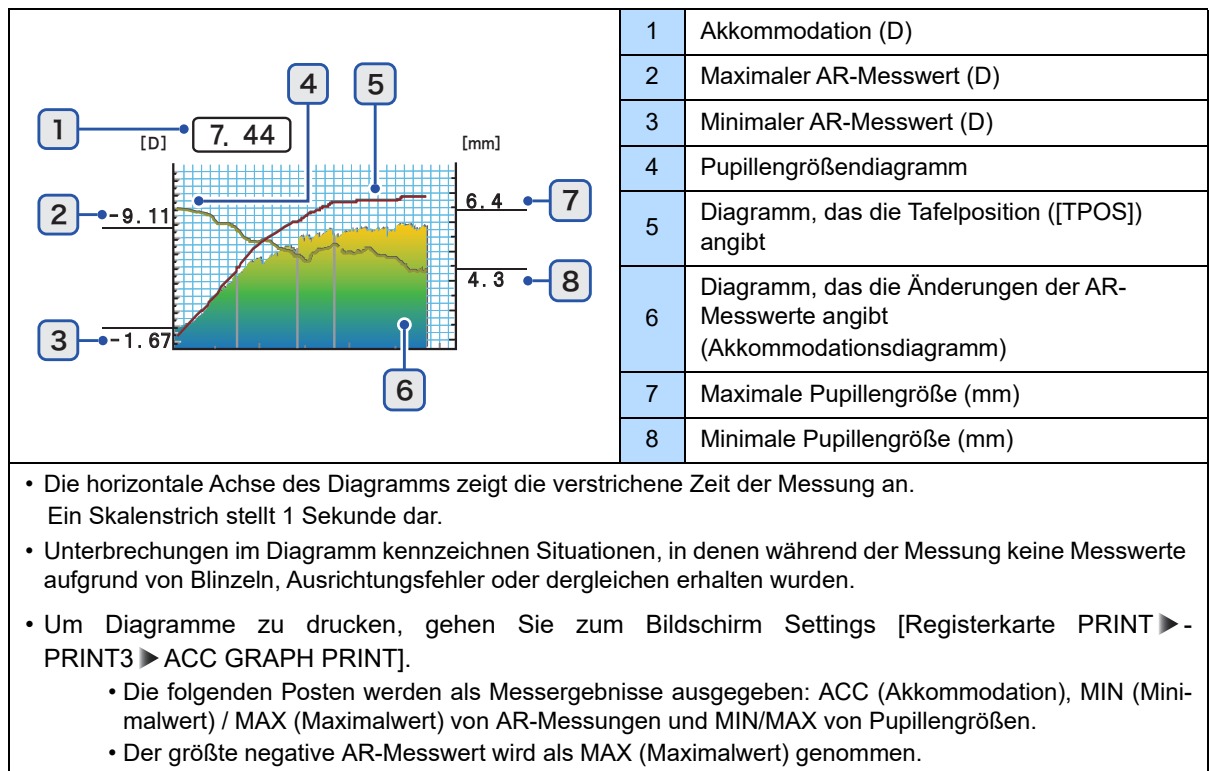 1
[D]
7. 44
4
5
[mm]
2
-9. 11
6. 4
7
4. 3
8
3
-1. 67
6
1 Akkommodation (D)
2 Maximaler AR-Messwert (D)
3 Minimaler AR-Messwert (D)
4 Pupillengrößendiagramm
5 Diagramm, das die Tafelposition ([TPOS])
angibt
6 Diagramm, das die Änderungen der AR-
Messwerte angibt
(Akkommodationsdiagramm)
7 Maximale Pupillengröße (mm)
8 Minimale Pupillengröße (mm)
• Die horizontale Achse des Diagramms zeigt die verstrichene Zeit der Messung an.
Ein Skalenstrich stellt 1 Sekunde dar.
• Unterbrechungen im Diagramm kennzeichnen Situationen, in denen während der Messung keine Messwerte
aufgrund von Blinzeln, Ausrichtungsfehler oder dergleichen erhalten wurden.
• Um Diagramme zu drucken, gehen Sie zum Bildschirm Settings [Registerkarte PRINT▶-
PRINT3▶ACC GRAPH PRINT].
• Die folgenden Posten werden als Messergebnisse ausgegeben: ACC (Akkommodation), MIN (Mini-
malwert) / MAX (Maximalwert) von AR-Messungen und MIN/MAX von Pupillengrößen.
• Der größte negative AR-Messwert wird als MAX (Maximalwert) genommen.